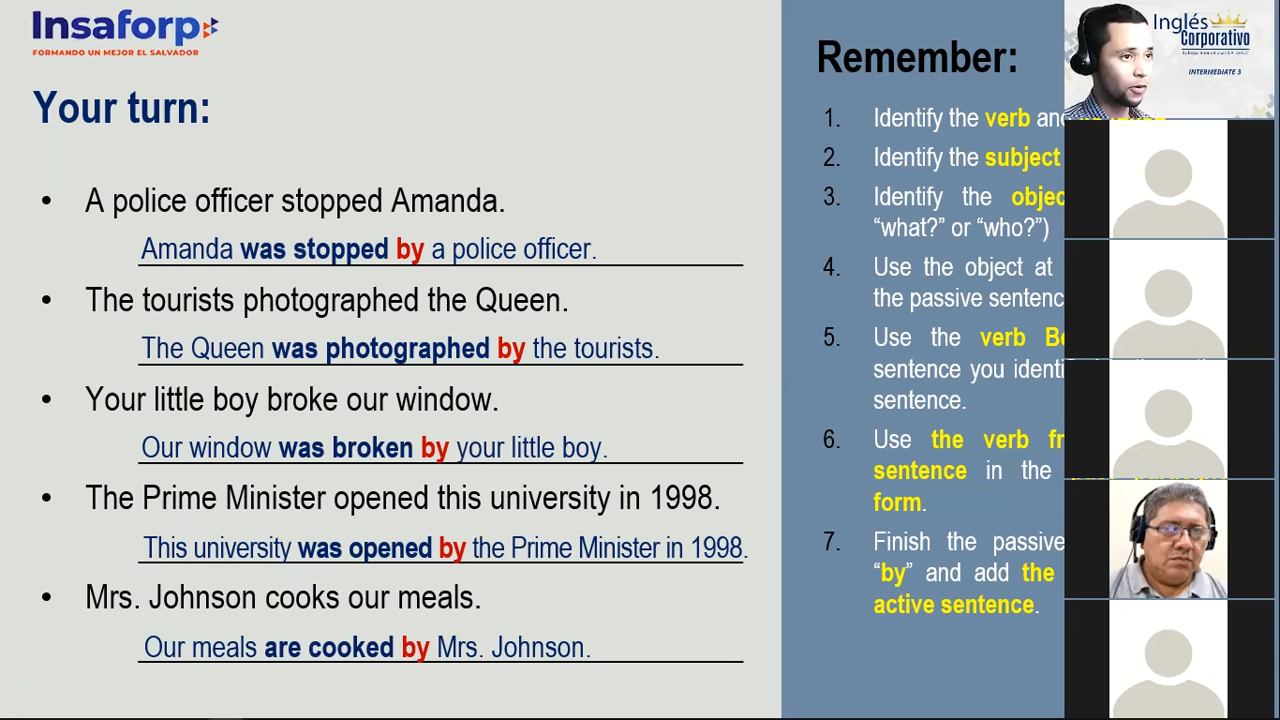 Insaforp
FORMANDO UN MEJOR EL SALVADOR
Your turn:
• A police officer stopped Amanda.
Amanda was stopped by a police officer.
• The tourists photographed the Queen.
The Queen was photographed by the tourists.
• Your little boy broke our window.
Our window was broken by your little boy.
• The Prime Minister opened this university in 1998.
This university was opened by the Prime Minister in 1998.
• Mrs. Johnson cooks our meals.
Our meals are cooked by Mrs. Johnson.
Remember:
1. Identify the verb and
2. Identify the subject
3. Identify the
"what?" or "who?")
4. Use the object at
the passive
5. Use the verb
sentence you
sentence.
6. Use the verb
sentence in the
form.
7. Finish the passive
"by" and add the
active sentence.
Inglés
Corporativo
INTERMEDIATE 3